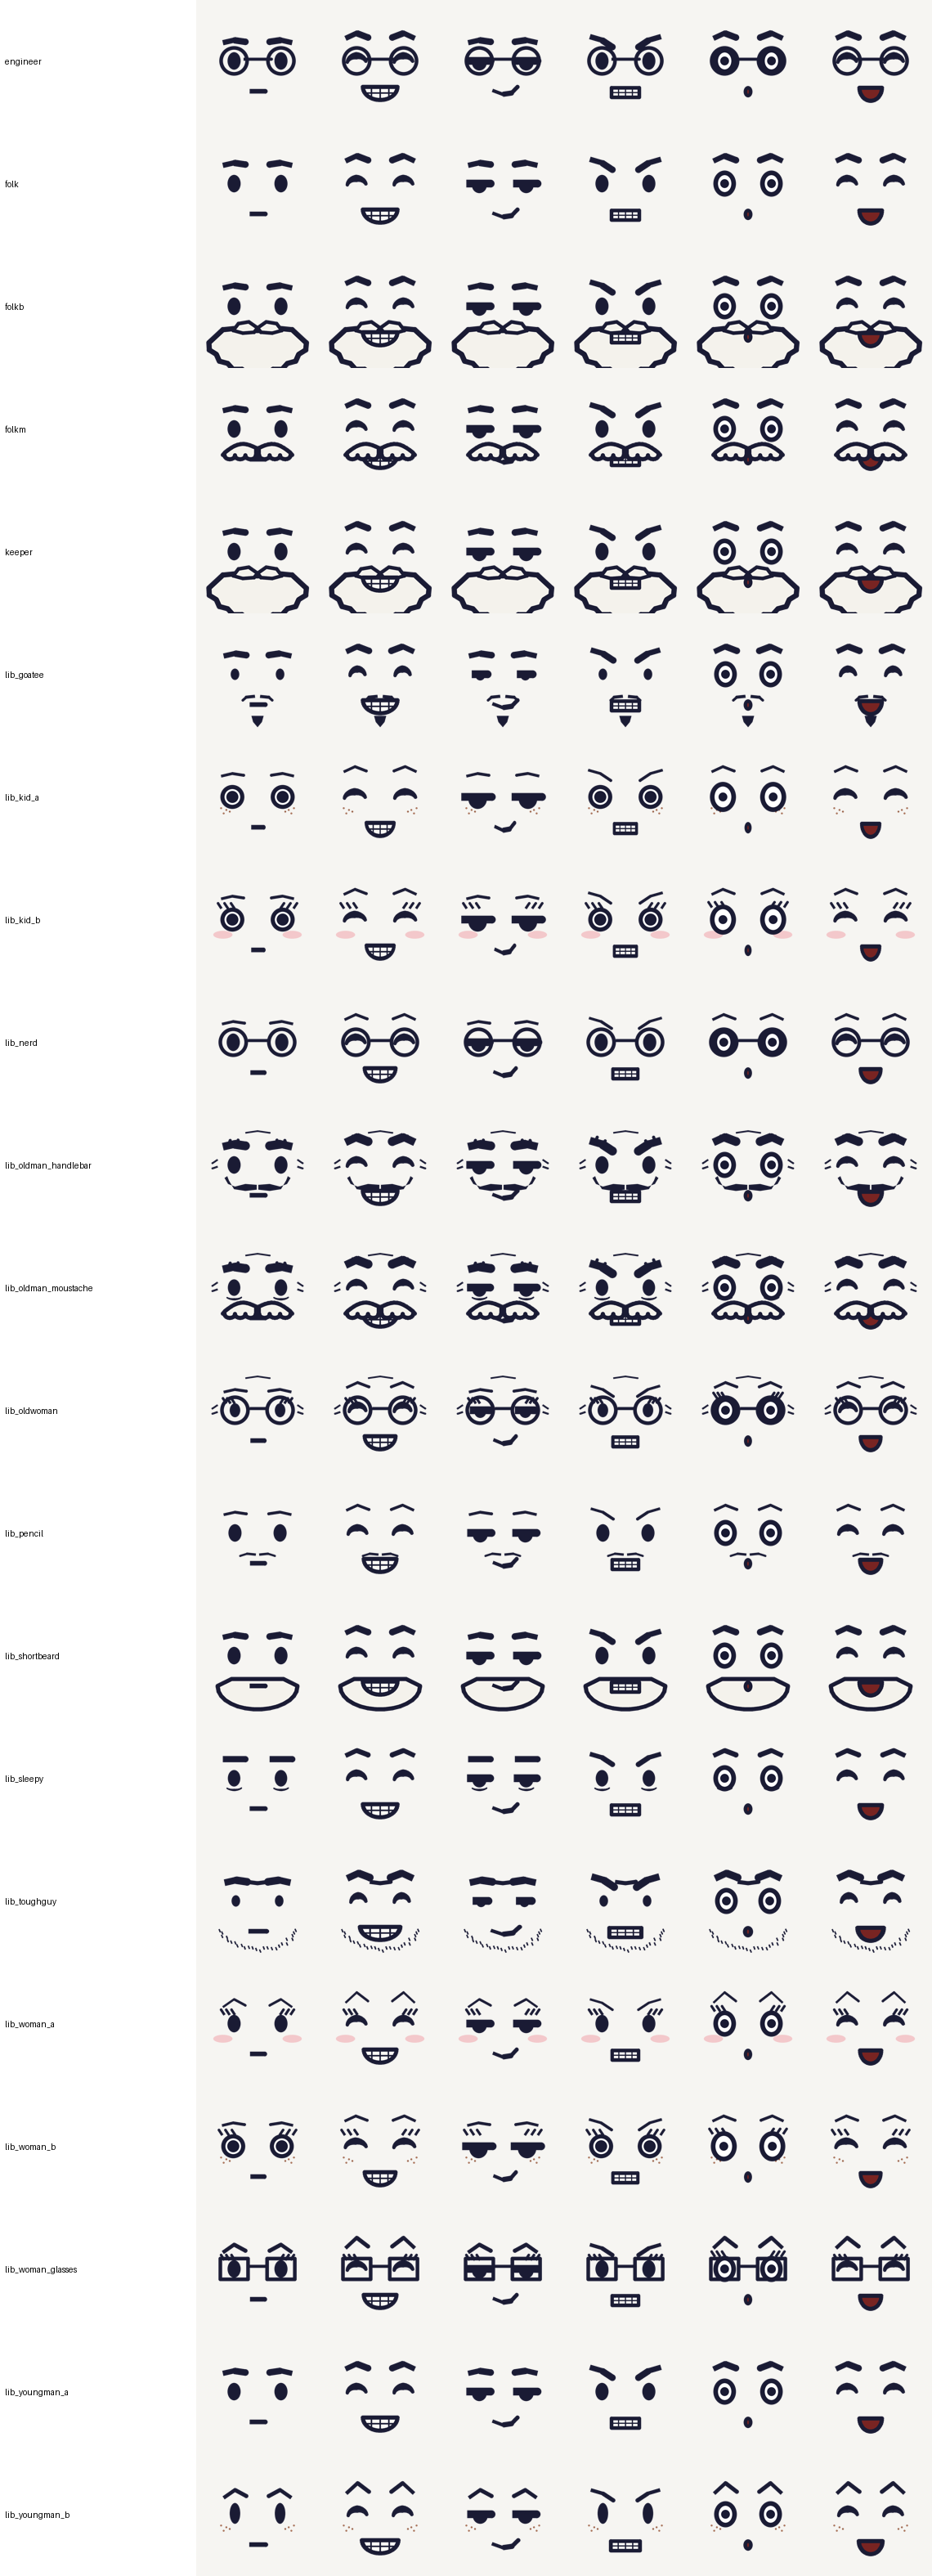 engineer
folk
folkb
folkm
keeper
lib_goatee
lib_kid_a
lib_kid_b
lib_nerd
lib_oldman_handlebar
lib_oldman_moustache
lib_oldwoman
lib_pencil
lib_shortbeard
lib_sleepy
lib_toughguy
lib_woman_a
lib_woman_b
lib_woman_glasses
lib_youngman_a
lib_youngman_b